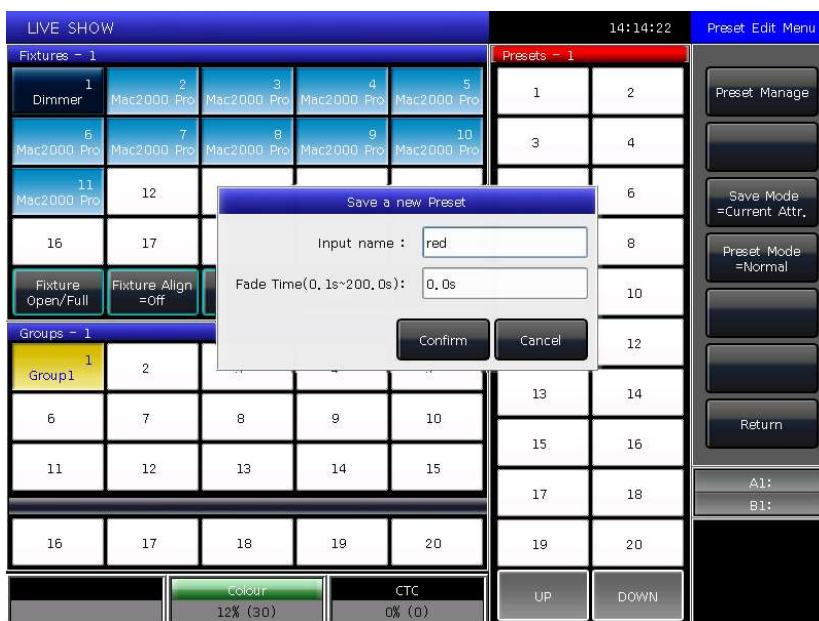 LIVE SHOW
14:14:22
Preset Edit Menu
Fixtures - 1
1
Dimmer
2
Mac2000 Pro
3
Mac2000 Pro
4
Mac2000 Pro
5
Mac2000 Pro
6
Mac2000 Pro
7
Mac2000 Pro
8
Mac2000 Pro
9
Mac2000 Pro
10
Mac2000 Pro
11
Mac2000 Pro
12
16
17
Fixture
Open/Full
Fixture Align
=Off
Save a new Preset
Input name :
red
Fade Time(0.1s~200.0s):
0.0s
Confirm
Cancel
Groups - 1
1
Group1
2
6
7
8
9
10
11
12
13
14
15
16
17
18
19
20
Colour
12% (30)
CTC
0% (0)
Presets - 1
1
2
3
4
6
8
10
12
13
14
15
16
17
18
19
20
UP
DOWN
Preset Manage
Save Mode
=Current Attr.
Preset Mode
=Normal
Return
A1:
B1: